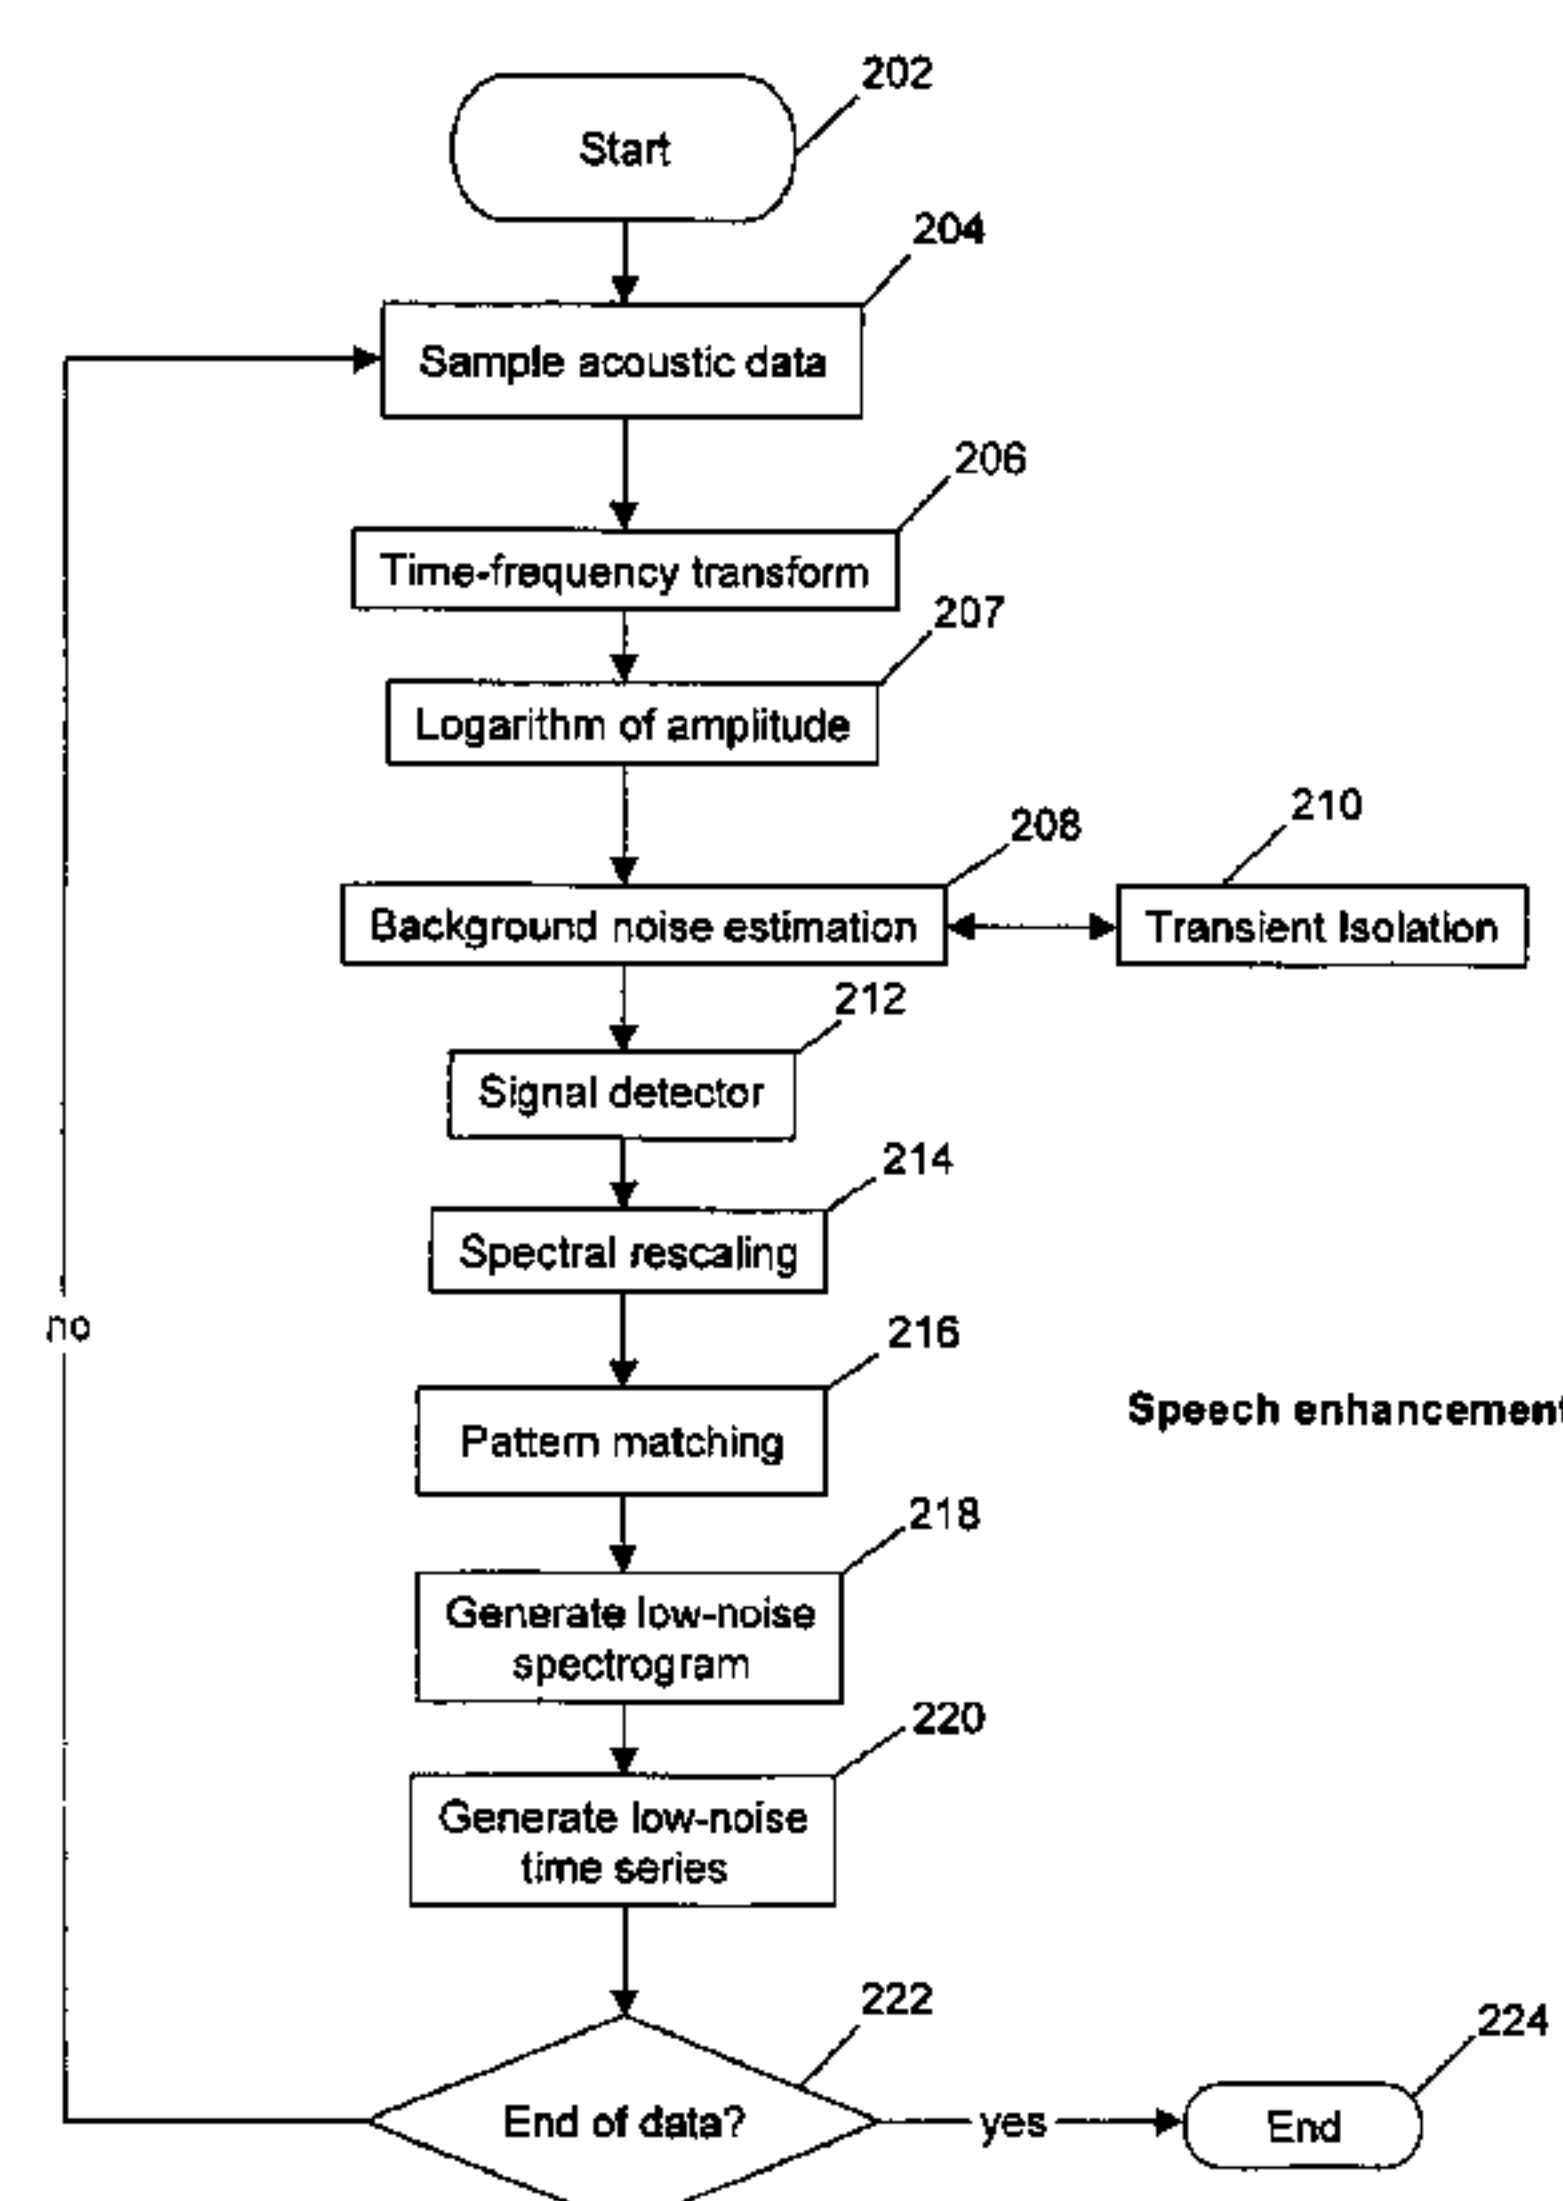 202
Start
204
Sample acoustic data
206
Time-frequency transform
207
Logarithm of amplitude
208
210
Background noise estimation
Transient Isolation
212
Signal detector
214
Spectral rescaling
no
216
Speech enhancement
Pattern matching
218
Generate low-noise
spectrogram
220
Generate low-noise
time series
222
224
End of data?
yes
End